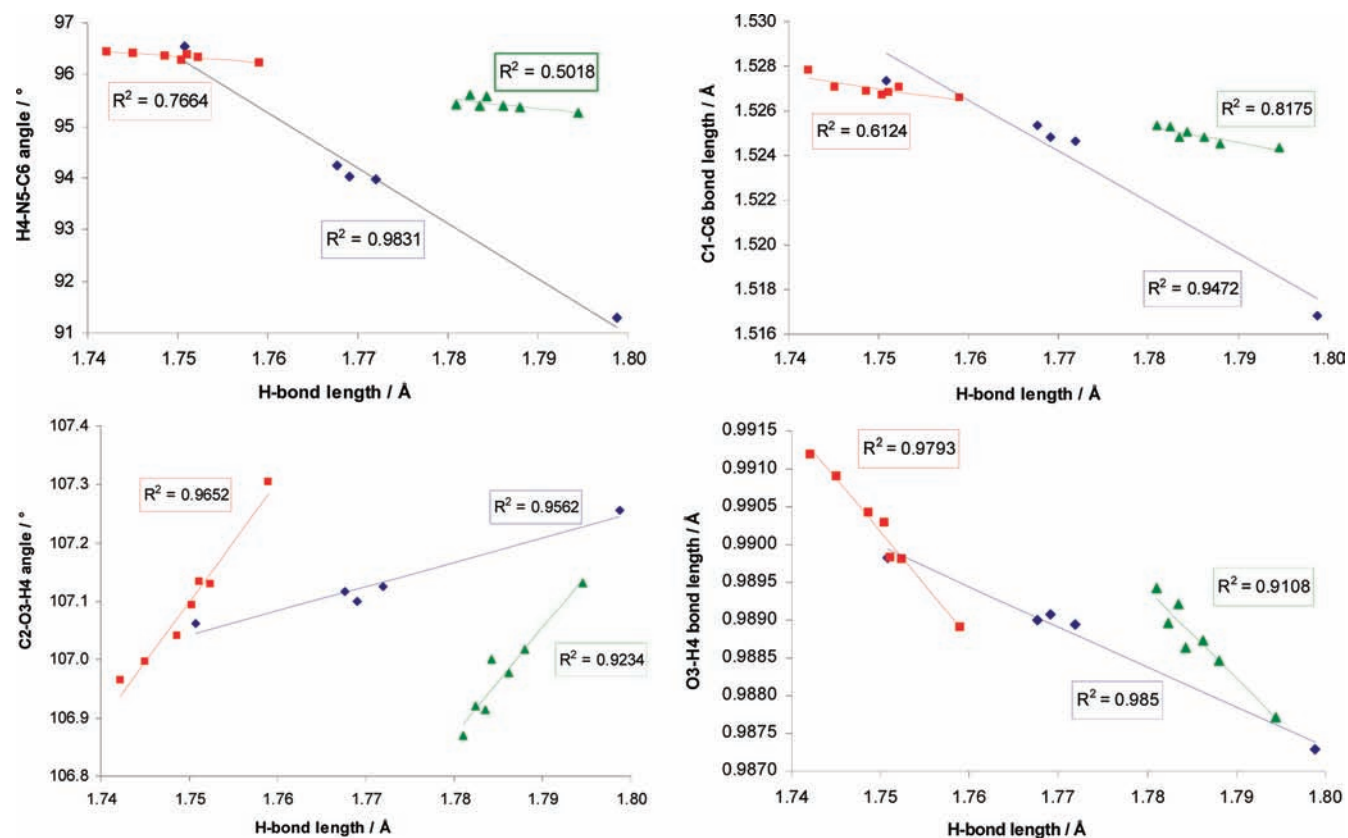 97
96
95
94
93
92
91
H4-N5-C6 angle / °
R² = 0.7664
R² = 0.5018
R² = 0.9831
1.74 1.75 1.76 1.77 1.78 1.79 1.80
H-bond length / Å
1.530
1.528
1.526
1.524
1.522
1.520
1.518
1.516
C1-C6 bond length / Å
R² = 0.6124
R² = 0.8175
R² = 0.9472
1.74 1.75 1.76 1.77 1.78 1.79 1.80
H-bond length / Å
107.4
107.3
107.2
107.1
107.0
106.9
106.8
C2-O3-H4 angle / °
R² = 0.9652
R² = 0.9562
R² = 0.9234
1.74 1.75 1.76 1.77 1.78 1.79 1.80
H-bond length / Å
0.9915
0.9910
0.9905
0.9900
0.9895
0.9890
0.9885
0.9880
0.9875
0.9870
O3-H4 bond length / Å
R² = 0.9793
R² = 0.9108
R² = 0.985
1.74 1.75 1.76 1.77 1.78 1.79 1.80
H-bond length / Å